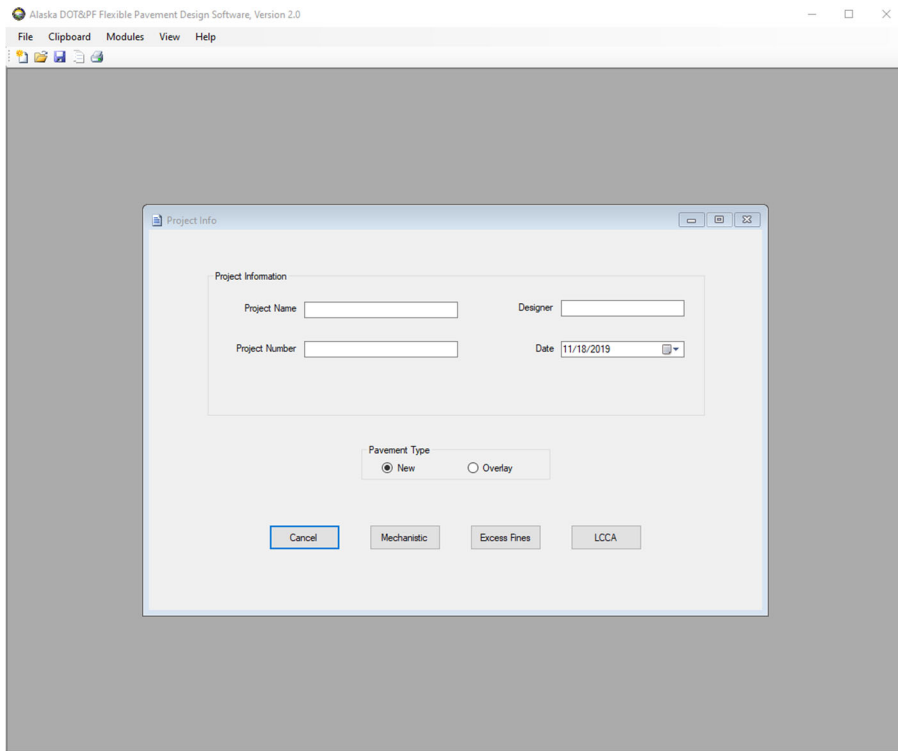 Alaska DOT&PF Flexible Pavement Design Software, Version 2.0
File Clipboard Modules View Help
Project Info
Project Information
Project Name Designer
Project Number Date 11/18/2019
Pavement Type
New Overlay
Cancel Mechanistic Excess Fines LCCA